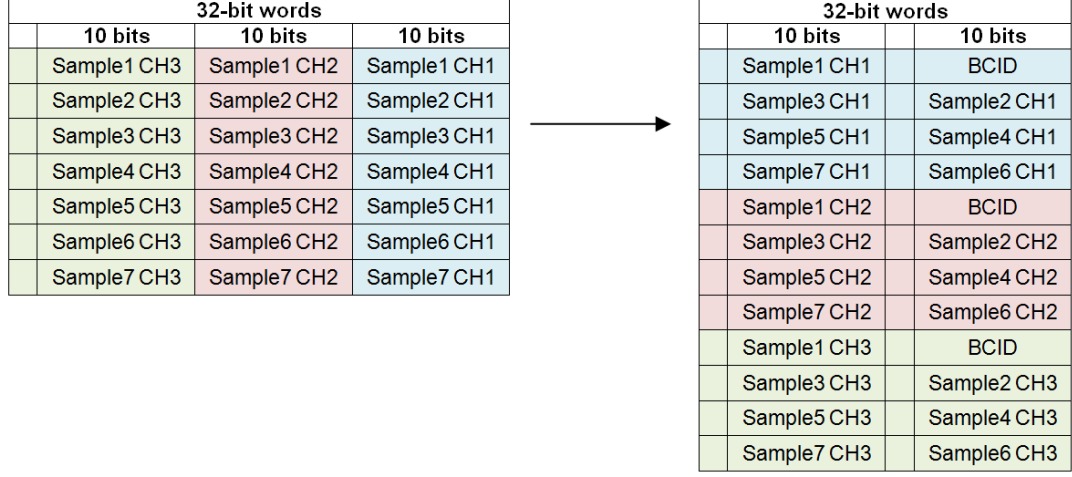 32-bit words
10 bits 10 bits 10 bits
Sample1 CH3 Sample1 CH2 Sample1 CH1
Sample2 CH3 Sample2 CH2 Sample2 CH1
Sample3 CH3 Sample3 CH2 Sample3 CH1
Sample4 CH3 Sample4 CH2 Sample4 CH1
Sample5 CH3 Sample5 CH2 Sample5 CH1
Sample6 CH3 Sample6 CH2 Sample6 CH1
Sample7 CH3 Sample7 CH2 Sample7 CH1
32-bit words
10 bits 10 bits
Sample1 CH1 BCID
Sample3 CH1 Sample2 CH1
Sample5 CH1 Sample4 CH1
Sample7 CH1 Sample6 CH1
Sample1 CH2 BCID
Sample3 CH2 Sample2 CH2
Sample5 CH2 Sample4 CH2
Sample7 CH2 Sample6 CH2
Sample1 CH3 BCID
Sample3 CH3 Sample2 CH3
Sample5 CH3 Sample4 CH3
Sample7 CH3 Sample6 CH3